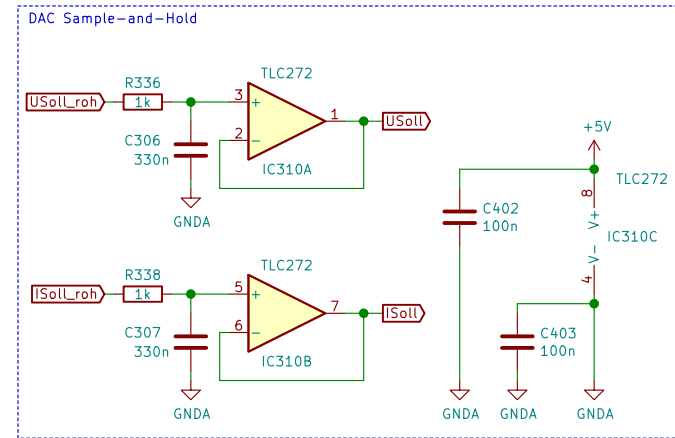 DAC Sample-and-Hold
TLC272
R336
USoll_roh
1k
3
+
1
USoll
2
−
C306
330n
IC310A
GNDA
+5V
TLC272
8
V+
IC310C
V-
4
C402
100n
C403
100n
TLC272
R338
ISoll_roh
1k
5
+
7
ISoll
6
−
C307
330n
IC310B
GNDA
GNDA
GNDA
GNDA